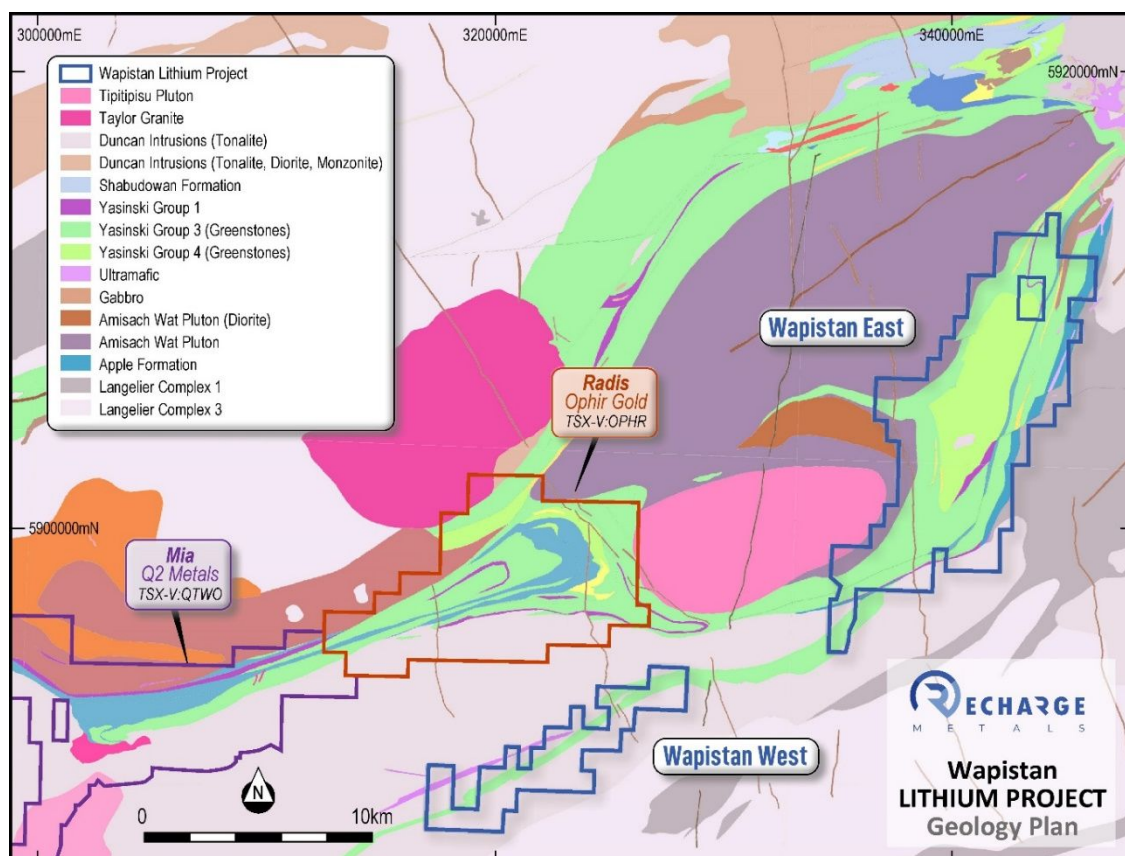 300000mE
320000mE
340000mE
5920000mN
Wapistan Lithium Project
Tipitipisu Pluton
Taylor Granite
Duncan Intrusions (Tonalite)
Duncan Intrusions (Tonalite, Diorite, Monzonite)
Shabudowan Formation
Yasinski Group 1
Yasinski Group 3 (Greenstones)
Yasinski Group 4 (Greenstones)
Ultramafic
Gabbro
Amisach Wat Pluton (Diorite)
Amisach Wat Pluton
Apple Formation
Langelier Complex 1
Langelier Complex 3
Wapistan East
Radis
Ophir Gold
TSX-V:OPHR
5900000mN
Mia
Q2 Metals
TSX-V:QTWO
Wapistan West
N
0
10km
RECHARGE
METALS
Wapistan
LITHIUM PROJECT
Geology Plan